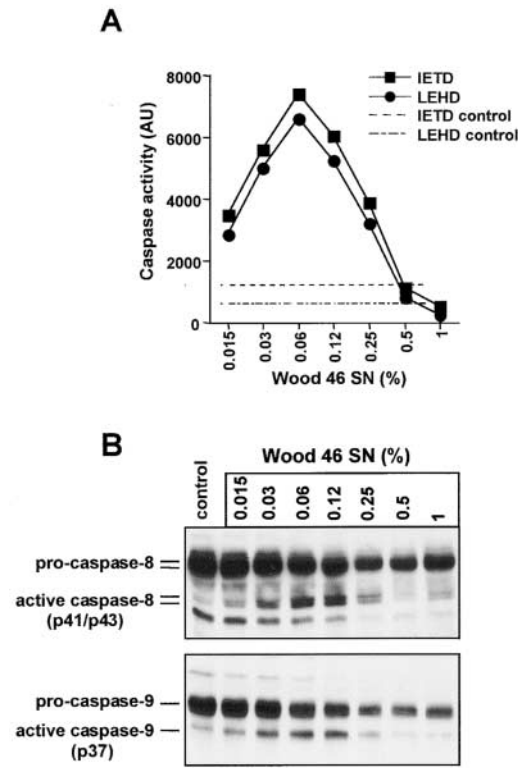 A
8000
6000
4000
2000
0
Caspase activity (AU)
IETD
LEHD
IETD control
LEHD control
0.015
0.03
0.06
0.12
0.25
0.5
1
Wood 46 SN (%)
B
Wood 46 SN (%)
control
0.015
0.03
0.06
0.12
0.25
0.5
1
pro-caspase-8
active caspase-8
(p41/p43)
pro-caspase-9
active caspase-9
(p37)